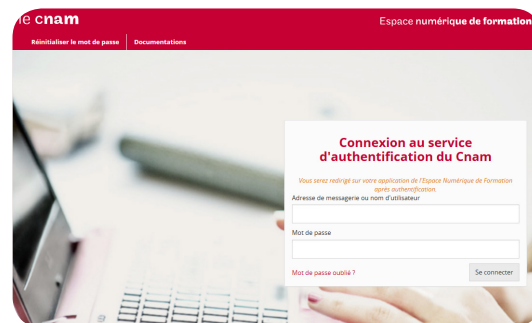 le cnam
Espace numérique de formation
Réinitialiser le mot de passe
Documentations
Connexion au service
d'authentification du Cnam
Vous serez redirigé sur votre application de l'Espace Numérique de Formation
après authentification.
Adresse de messagerie ou nom d'utilisateur
Mot de passe
Mot de passe oublié ?
Se connecter